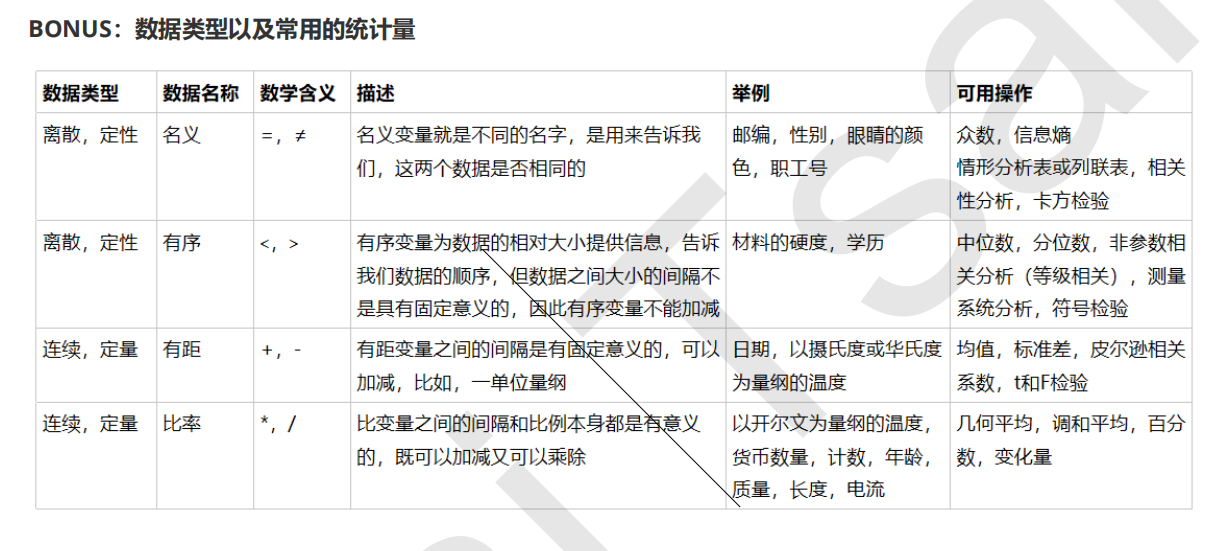 BONUS：数据类型以及常用的统计量
数据类型 数据名称 数学含义 描述 举例 可用操作
离散，定性 名义 =，≠ 名义变量就是不同的名字，是用来告诉我 邮编，性别，眼睛的颜 众数，信息熵
们，这两个数据是否相同的 色，职工号 情形分析表或列联表，相关
性分析，卡方检验
离散，定性 有序 <，> 有序变量为数据的相对大小提供信息，告诉 材料的硬度，学历 中位数，分位数，非参数相
我们数据的顺序，但数据之间大小的间隔不 关分析（等级相关），测量
是具有固定意义的，因此有序变量不能加减 系统分析，符号检验
连续，定量 有距 +，- 有距变量之间的间隔是有固定意义的，可以 日期，以摄氏度或华氏度 均值，标准差，皮尔逊相关
加减，比如，一单位量纲 为量纲的温度 系数，t和F检验
连续，定量 比率 *，/ 比变量之间的间隔和比例本身都是有意义 以开尔文为量纲的温度， 几何平均，调和平均，百分
的，既可以加减又可以乘除 货币数量，计数，年龄， 数，变化量
质量，长度，电流